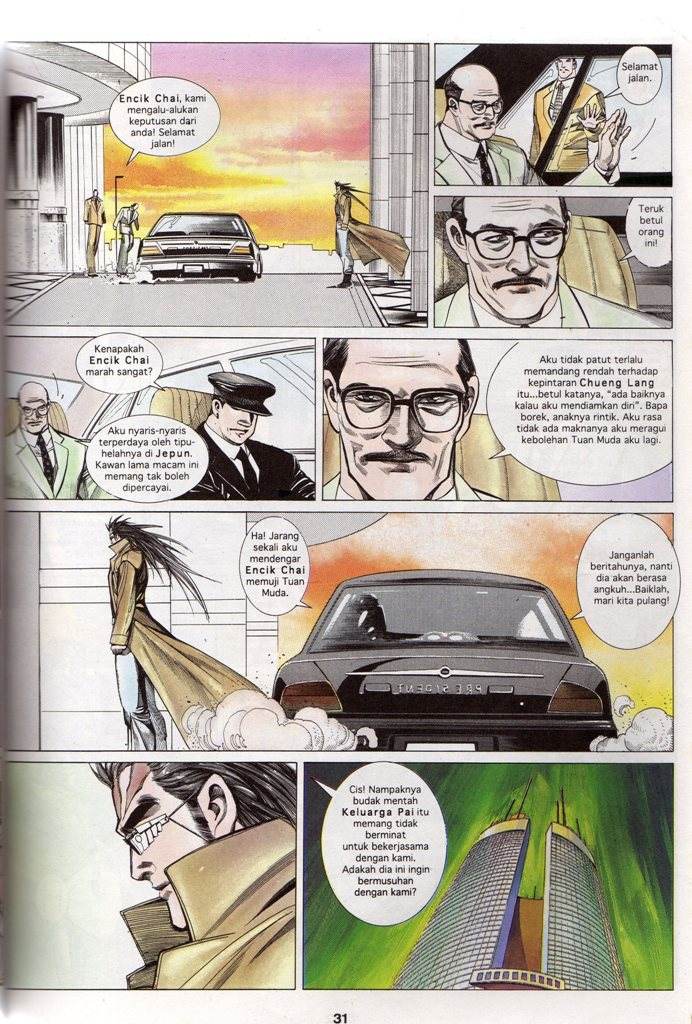 Encik Chai, kami
mengalu-alukan
keputusan dari
anda! Selamat
jalan!
Selamat
jalan.
Teruk
betul
orang
ini!
Kenapakah
Encik Chai
marah sangat?
Aku nyaris-nyaris
terperdaya oleh tipu-
helahnya di Jepun.
Kawan lama macam ini
memang tak boleh
dipercayai.
Aku tidak patut terlalu
memandang rendah terhadap
kepintaran Chueng Lang
itu...betul katanya, "ada baiknya
kalau aku mendiamkan diri". Bapa
borek, anaknya rintik. Aku rasa
tidak ada maknanya aku meragui
kebolehan Tuan Muda aku lagi.
Ha! Jarang
sekali aku
mendengar
Encik Chai
memuji Tuan
Muda.
Janganlah
beritahunya, nanti
dia akan berasa
angkuh...Baiklah,
mari kita pulang!
PRESIDENT
Cis! Nampaknya
budak mentah
Keluarga Pai itu
memang tidak
berminat
untuk bekerjasama
dengan kami.
Adakah dia ini ingin
bermusuhan
dengan kami?
31